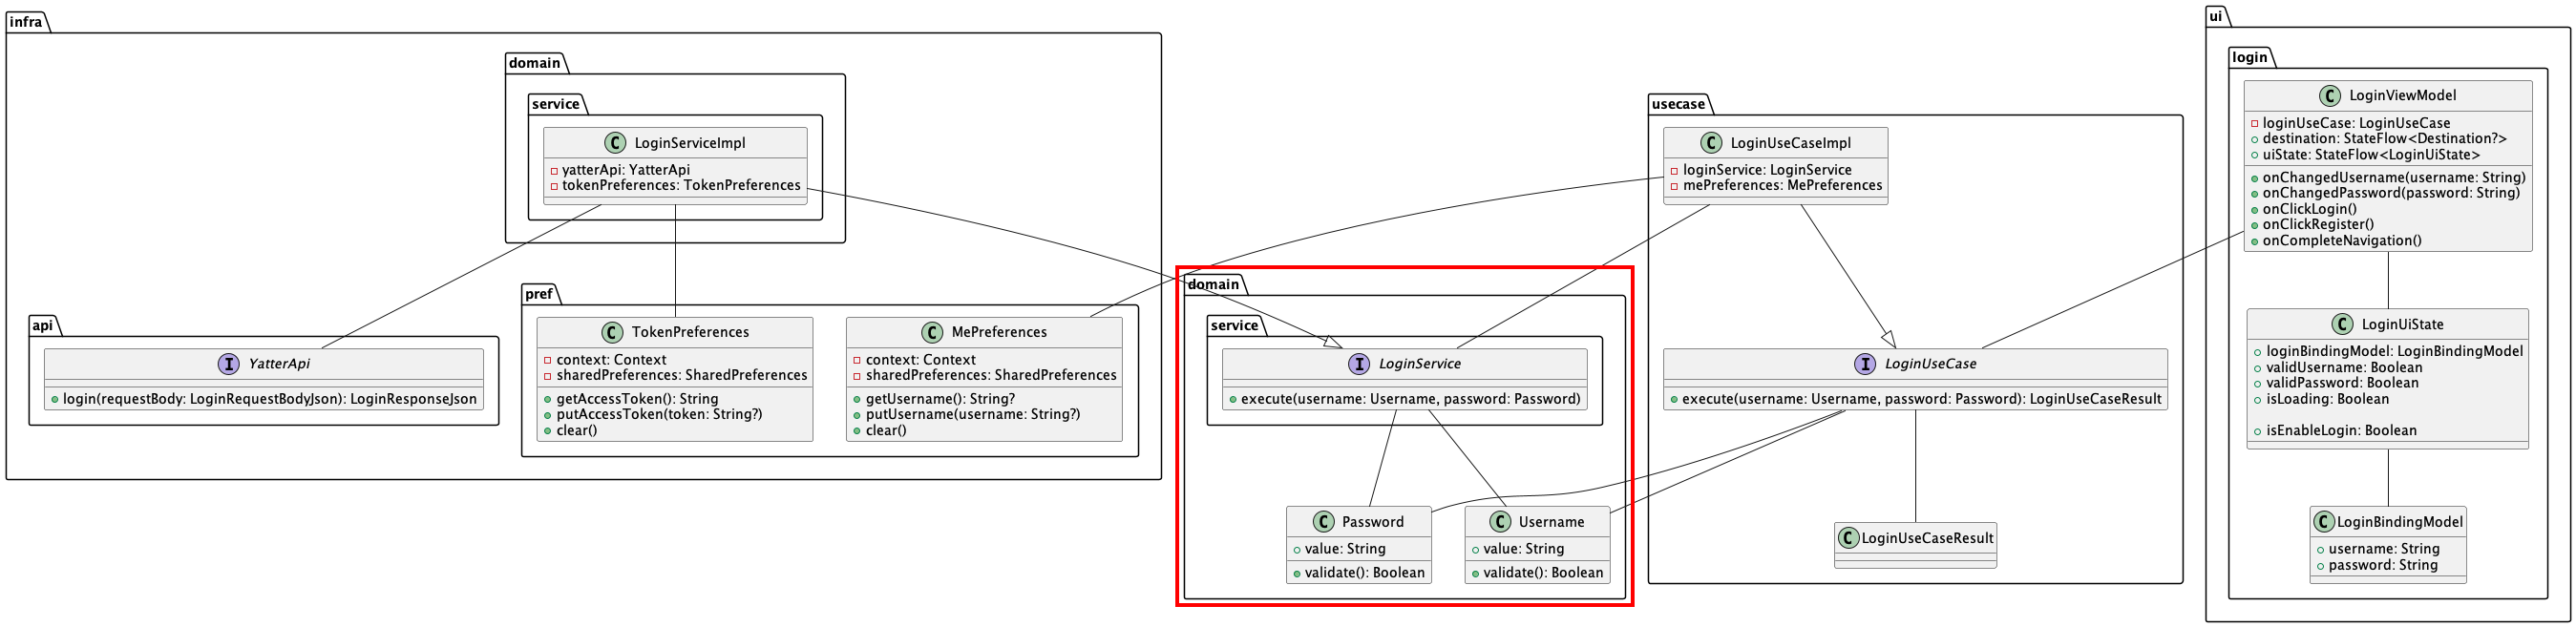 infra
domain
service
C LoginServiceImpl
yatterApi: YatterApi
tokenPreferences: TokenPreferences
pref
C TokenPreferences
context: Context
sharedPreferences: SharedPreferences
getAccessToken(): String
putAccessToken(token: String?)
clear()
C MePreferences
context: Context
sharedPreferences: SharedPreferences
getUsername(): String?
putUsername(username: String?)
clear()
api
I YatterApi
login(requestBody: LoginRequestBodyJson): LoginResponseJson
domain
service
I LoginService
execute(username: Username, password: Password)
C Password
value: String
validate(): Boolean
C Username
value: String
validate(): Boolean
usecase
C LoginUseCaseImpl
loginService: LoginService
mePreferences: MePreferences
I LoginUseCase
execute(username: Username, password: Password): LoginUseCaseResult
C LoginUseCaseResult
ui
login
C LoginViewModel
loginUseCase: LoginUseCase
destination: StateFlow<Destination?>
uiState: StateFlow<LoginUiState>
onChangedUsername(username: String)
onChangedPassword(password: String)
onClickLogin()
onClickRegister()
onCompleteNavigation()
C LoginUiState
loginBindingModel: LoginBindingModel
validUsername: Boolean
validPassword: Boolean
isLoading: Boolean
isEnableLogin: Boolean
C LoginBindingModel
username: String
password: String